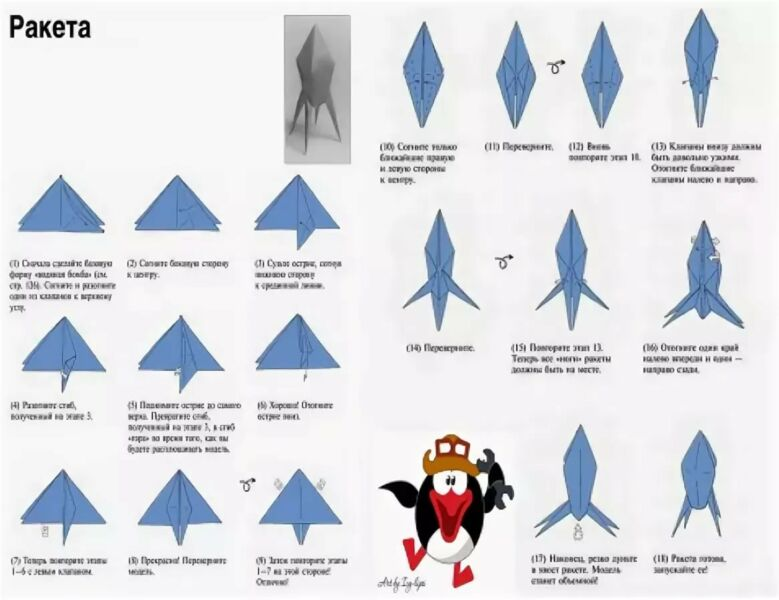 Ракета
(1) Сначала сделайте базовую
форму «водяная бомба» (см.
стр. ). Согните и разогните
один из клапанов к верхнему
углу.
(2) Согните боковую сторону
к центру.
(3) Сузьте острие, согнув
нижнюю сторону
к срединной линии.
(4) Разогните сгиб,
полученный на этапе 3.
(5) Поднимите острие до самого
верха. Превратите сгиб,
полученный на этапе 3, в сгиб
во время того, как вы
будете расплющивать модель.
(6) Хорошо! Отогните
острие вниз.
(7) Теперь повторите этапы
1—6 с левым клапаном.
(8) Прекрасно! Переверните
модель.
(9) Затем повторите этапы
1—7 на этой стороне!
Отлично!
(10) Согните только
ближайшие правую
и левую стороны
к центру.
(11) Переверните.
(12) Вновь
повторите этап 10.
(13) Клапаны внизу должны
быть довольно узкими.
Отогните ближайшие
клапаны налево и направо.
(14) Переверните.
(15) Повторите этап 13.
Теперь все «ноги» ракеты
должны быть на месте.
(16) Отогните один край
налево впереди и один —
направо сзади.
(17) Наконец, резко дуньте
в хвост ракеты. Модель
станет объемной!
(18) Ракета готова,
запускайте ее!
Art by